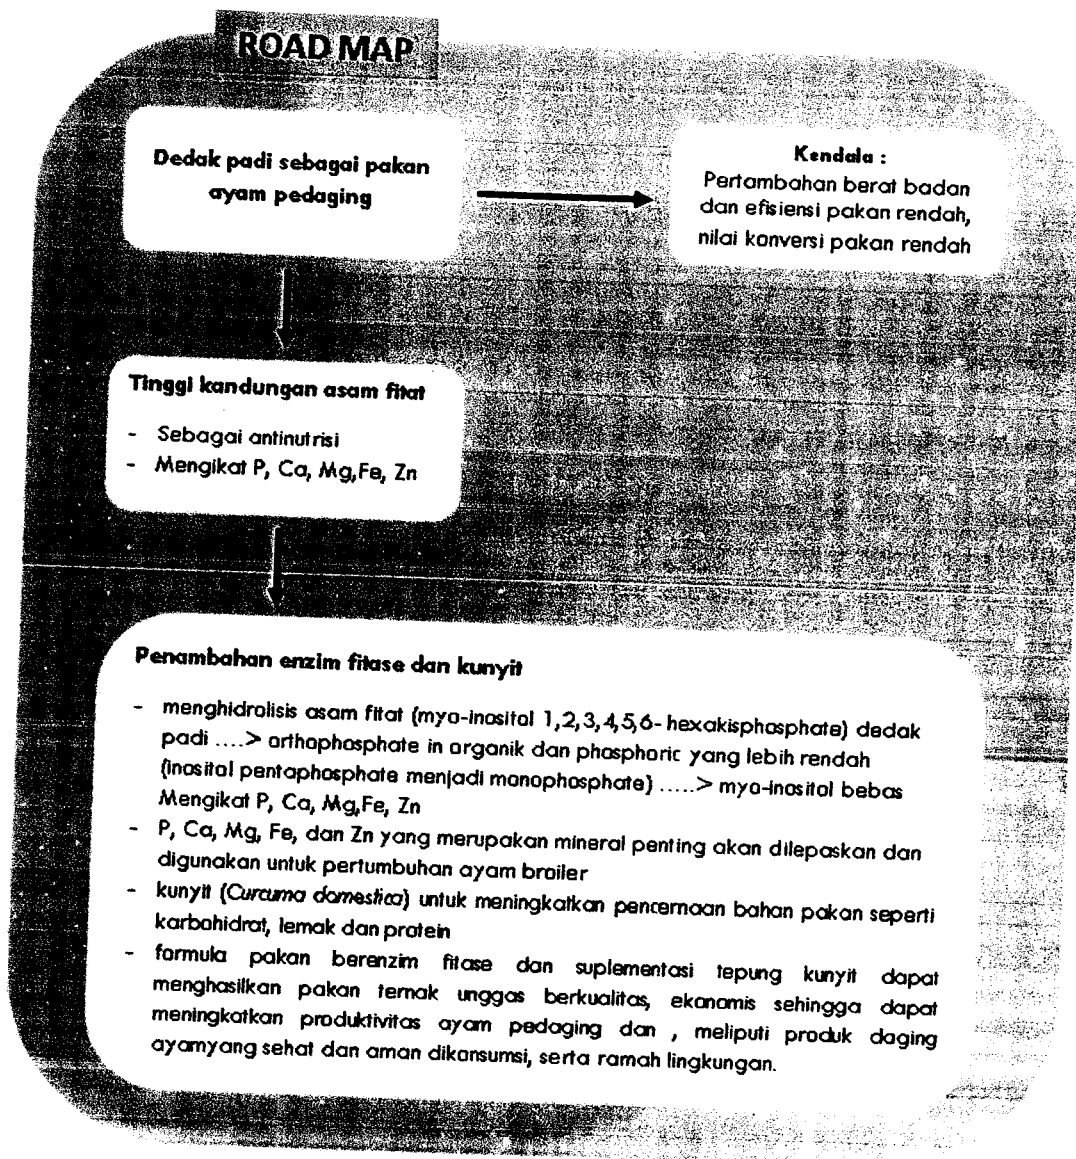 ROAD MAP
Dedak padi sebagai pakan
ayam pedaging
Kendala :
Pertambahan berat badan
dan efisiensi pakan rendah,
nilai konversi pakan rendah
Tinggi kandungan asam fitat
- Sebagai antinutrisi
- Mengikat P, Ca, Mg,Fe, Zn
Penambahan enzim fitase dan kunyit
- menghidrolisis asam fitat (myo-inositol 1,2,3,4,5,6- hexakisphosphate) dedak
padi ....> orthophosphate in organik dan phosphoric yang lebih rendah
(inositol pentaphosphate menjadi monophosphate) .....> myo-inositol bebas
Mengikat P, Ca, Mg,Fe, Zn
- P, Ca, Mg, Fe, dan Zn yang merupakan mineral penting akan dilepaskan dan
digunakan untuk pertumbuhan ayam broiler
- kunyit (Curcuma domestica) untuk meningkatkan pencernaan bahan pakan seperti
karbohidrat, lemak dan protein
- formula pakan berenzim fitase dan suplementasi tepung kunyit dapat
menghasilkan pakan ternak unggas berkualitas, ekonomis sehingga dapat
meningkatkan produktivitas ayam pedaging dan , meliputi produk daging
ayamyang sehat dan aman dikonsumsi, serta ramah lingkungan.